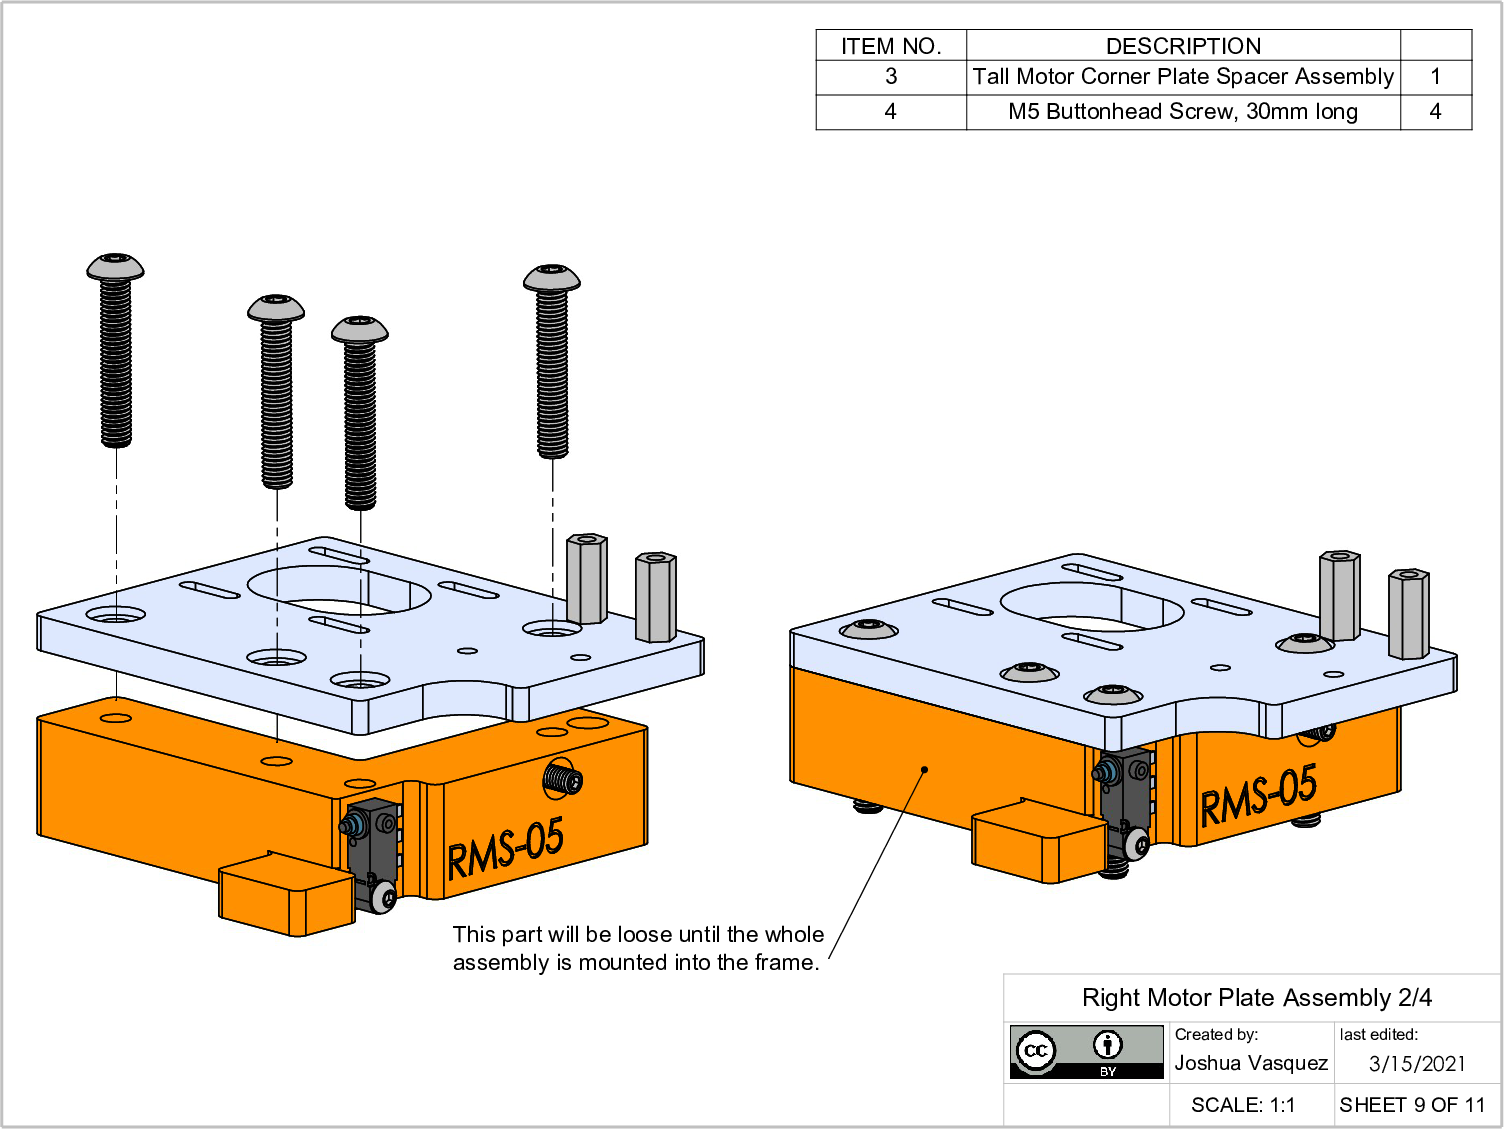 ITEM NO. DESCRIPTION
3 Tall Motor Corner Plate Spacer Assembly 1
4 M5 Buttonhead Screw, 30mm long 4
RMS-05
RMS-05
This part will be loose until the whole
assembly is mounted into the frame.
Right Motor Plate Assembly 2/4
cc BY
Created by:
Joshua Vasquez
last edited:
3/15/2021
SCALE: 1:1
SHEET 9 OF 11